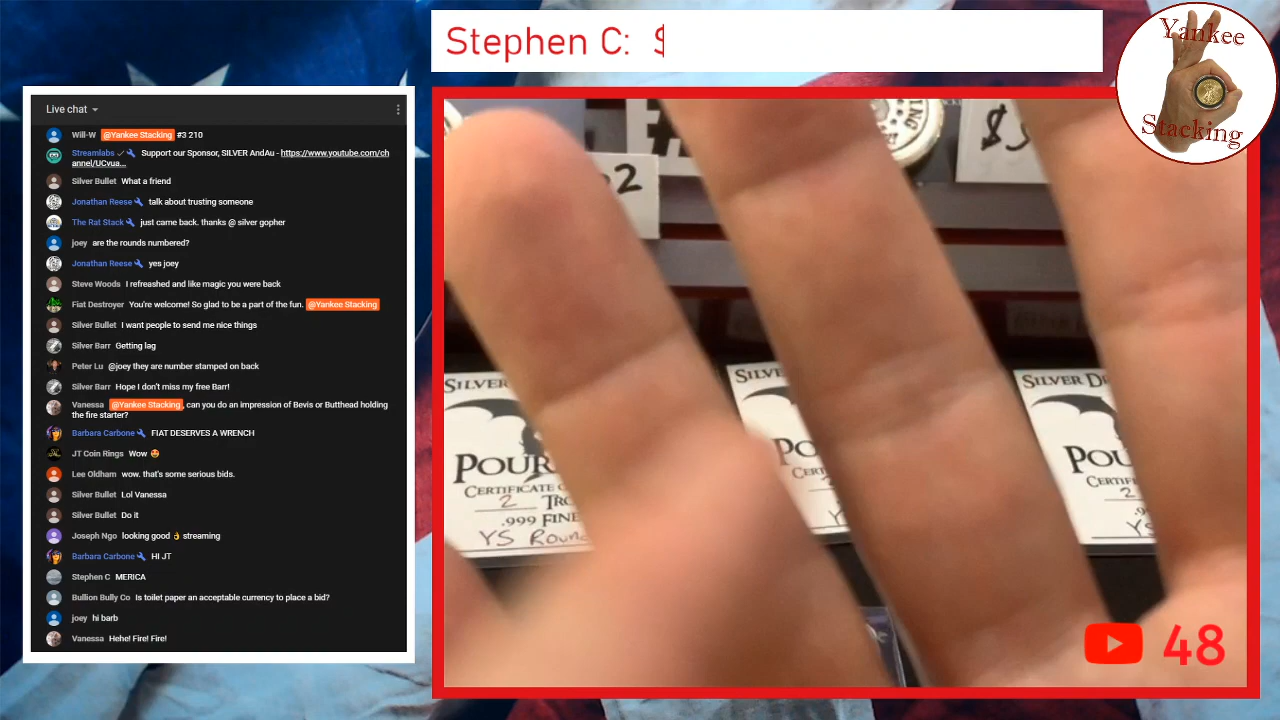 Stephen C: $
Yankee
Stacking
Live chat
Will-W @Yankee Stacking #3 210
Streamlabs Support our Sponsor, SILVER AndAu - https://www.youtube.com/ch
annel/UCvua...
Silver Bullet What a friend
Jonathan Reese talk about trusting someone
The Rat Stack just came back. thanks @ silver gopher
joey are the rounds numbered?
Jonathan Reese yes joey
Steve Woods I refreashed and like magic you were back
Fiat Destroyer You're welcome! So glad to be a part of the fun. @Yankee Stacking
Silver Bullet I want people to send me nice things
Silver Barr Getting lag
Peter Lu @joey they are number stamped on back
Silver Barr Hope I don't miss my free Barr!
Vanessa @Yankee Stacking, can you do an impression of Bevis or Butthead holding
the fire starter?
Barbara Carbone FIAT DESERVES A WRENCH
JT Coin Rings Wow
Lee Oldham wow. that's some serious bids.
Silver Bullet Lol Vanessa
Silver Bullet Do it
Joseph Ngo looking good 👌 streaming
Barbara Carbone HI JT
Stephen C MERICA
Bullion Bully Co Is toilet paper an acceptable currency to place a bid?
joey hi barb
Vanessa Hehe! Fire! Fire!
2
$
SILVER
POUR
CERTIFICATE
2 TRO
.999 FINE
YS Round
SILVER D
POU
2
48